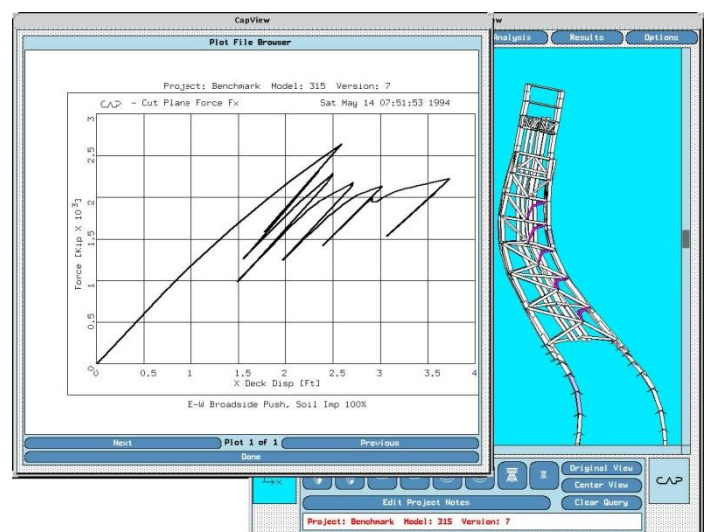 CapView
Plot File Browser
Project: Benchmark Model: 315 Version: 7
CAP - Cut Plane Force Fx Sat May 14 07:51:53 1994
3
2.5
2
1.5
1
0.5
0
Force [Kip X 10³]
0 0.5 1 1.5 2 2.5 3 3.5 4
X Deck Disp [Ft]
E-W Broadside Push, Soil Imp 100%
Next Plot 1 of 1 Previous
Done
Analysis Results Options
Original View
Center View
Edit Project Notes Clear Query
CAP
Project: Benchmark Model: 315 Version: 7